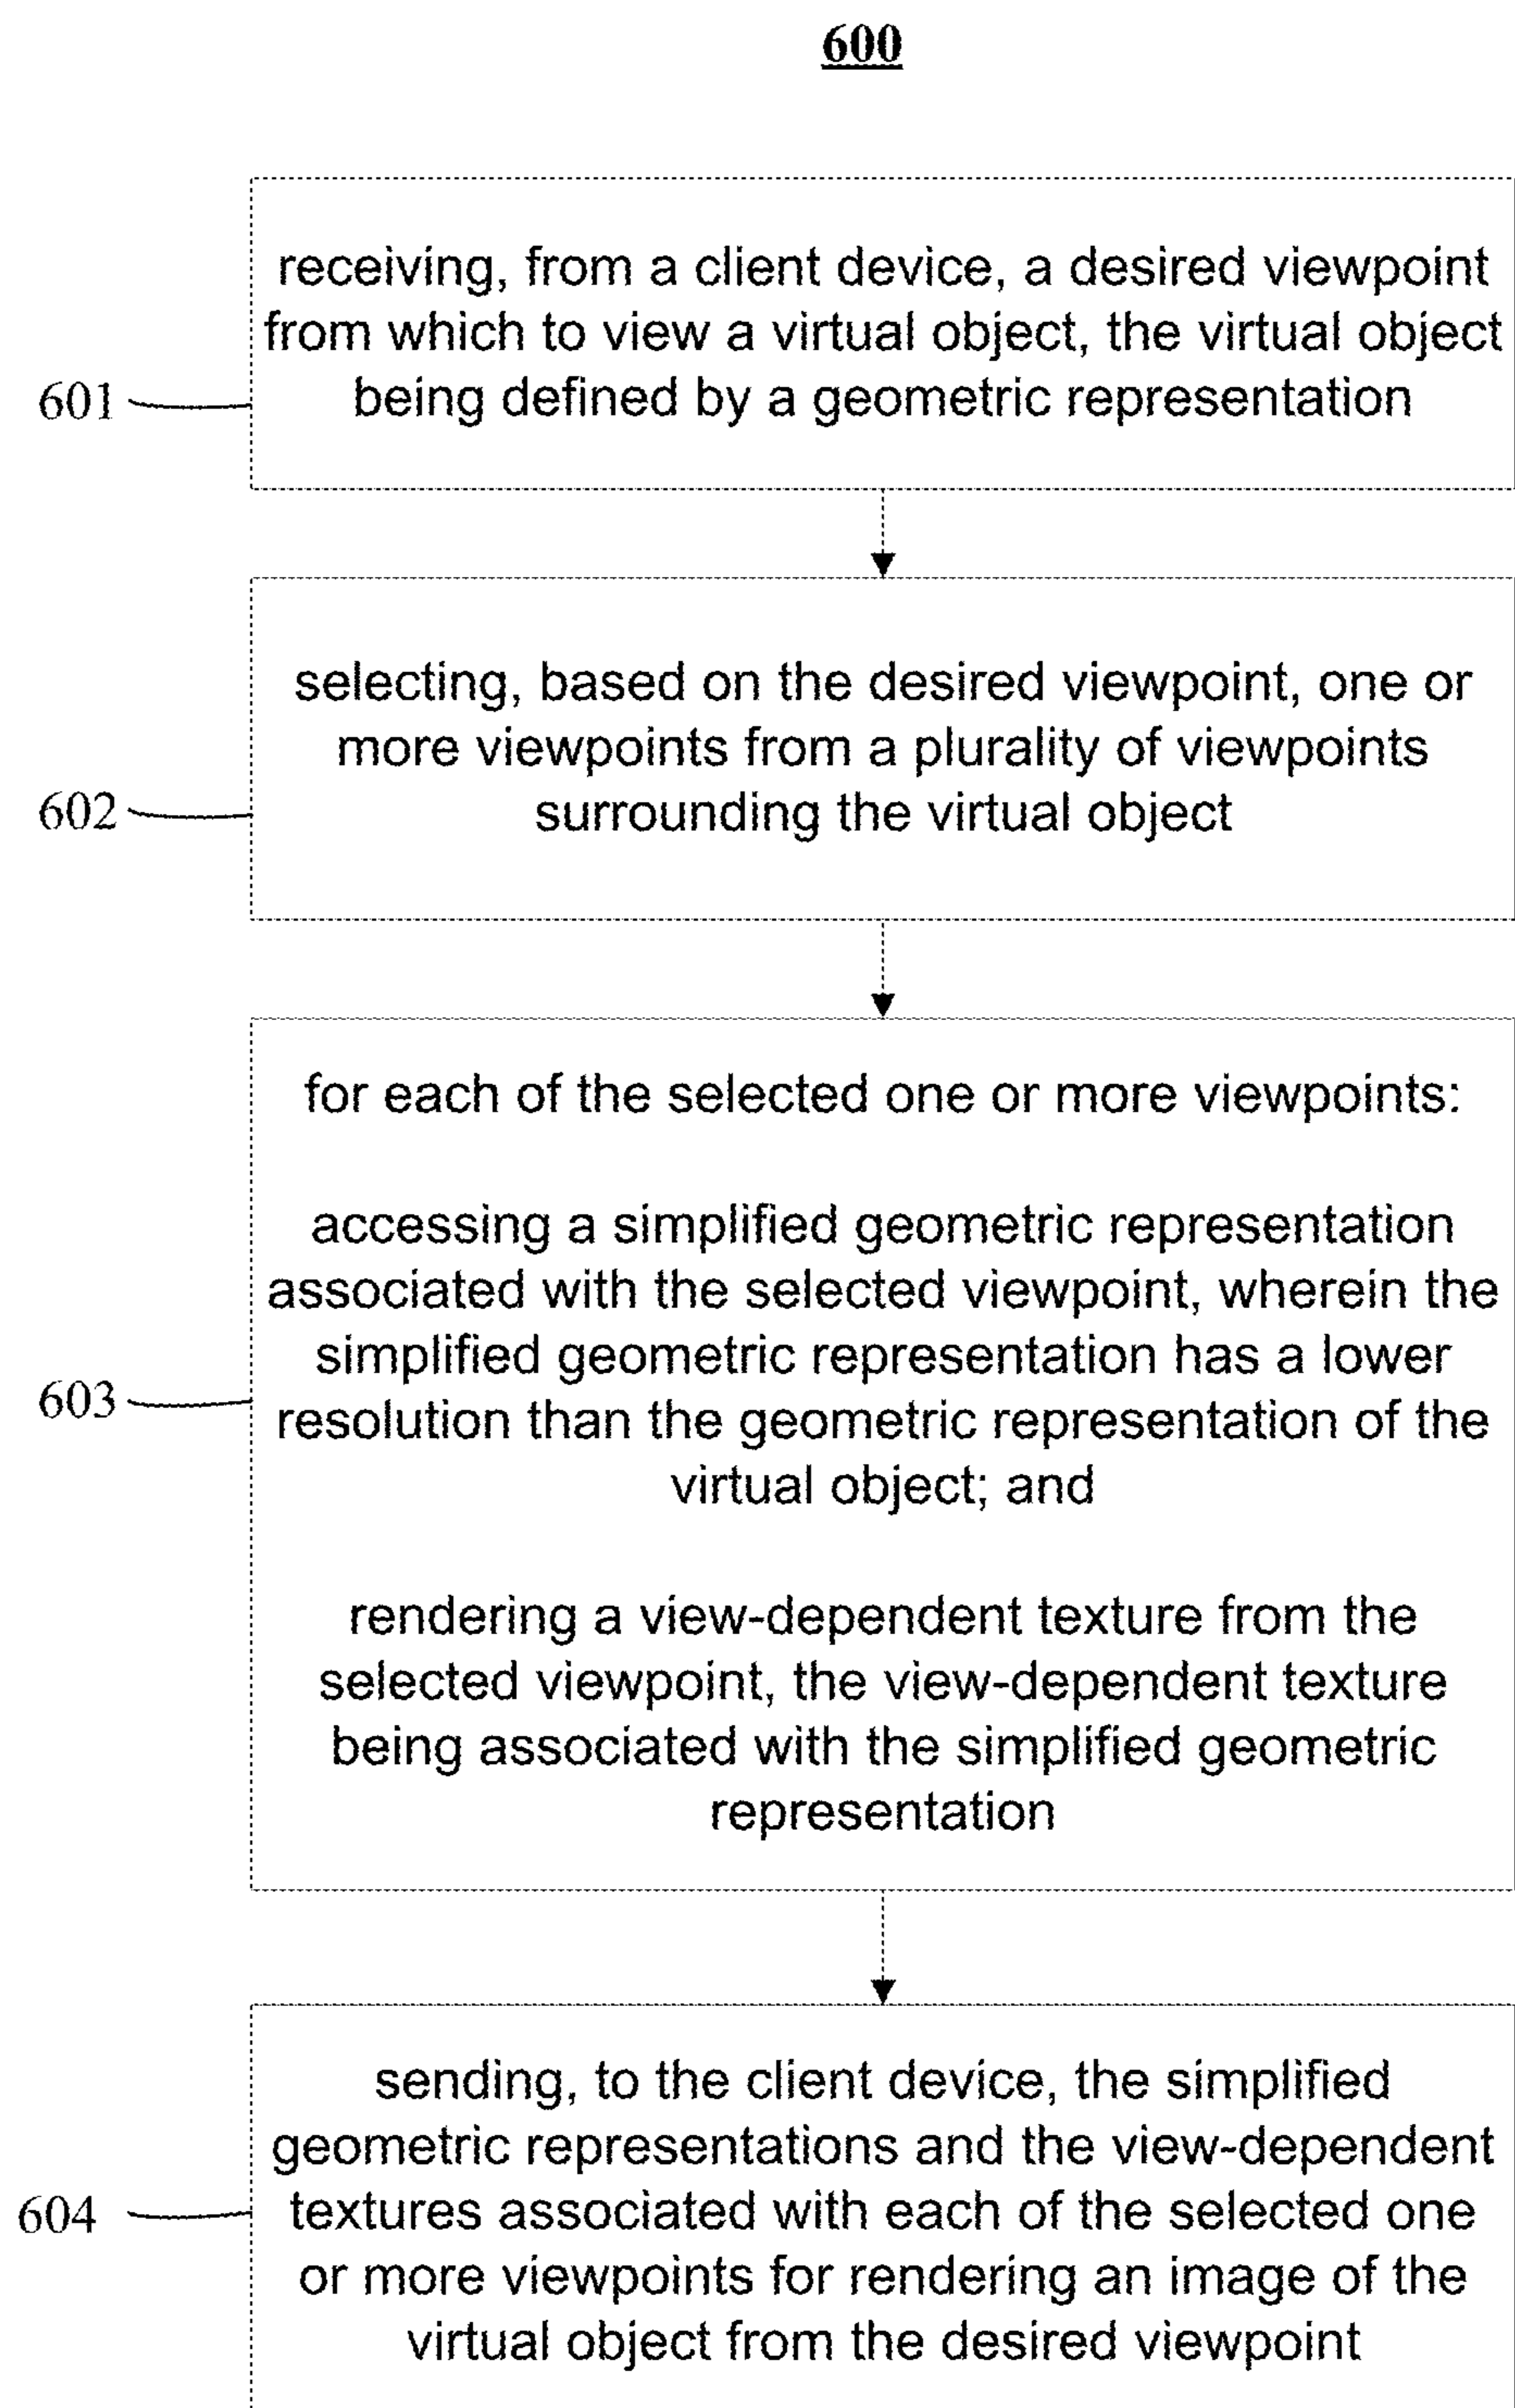 600
receiving, from a client device, a desired viewpoint
from which to view a virtual object, the virtual object
being defined by a geometric representation
601
selecting, based on the desired viewpoint, one or
more viewpoints from a plurality of viewpoints
surrounding the virtual object
602
for each of the selected one or more viewpoints:
accessing a simplified geometric representation
associated with the selected viewpoint, wherein the
simplified geometric representation has a lower
resolution than the geometric representation of the
virtual object; and
603
rendering a view-dependent texture from the
selected viewpoint, the view-dependent texture
being associated with the simplified geometric
representation
sending, to the client device, the simplified
geometric representations and the view-dependent
textures associated with each of the selected one
or more viewpoints for rendering an image of the
virtual object from the desired viewpoint
604